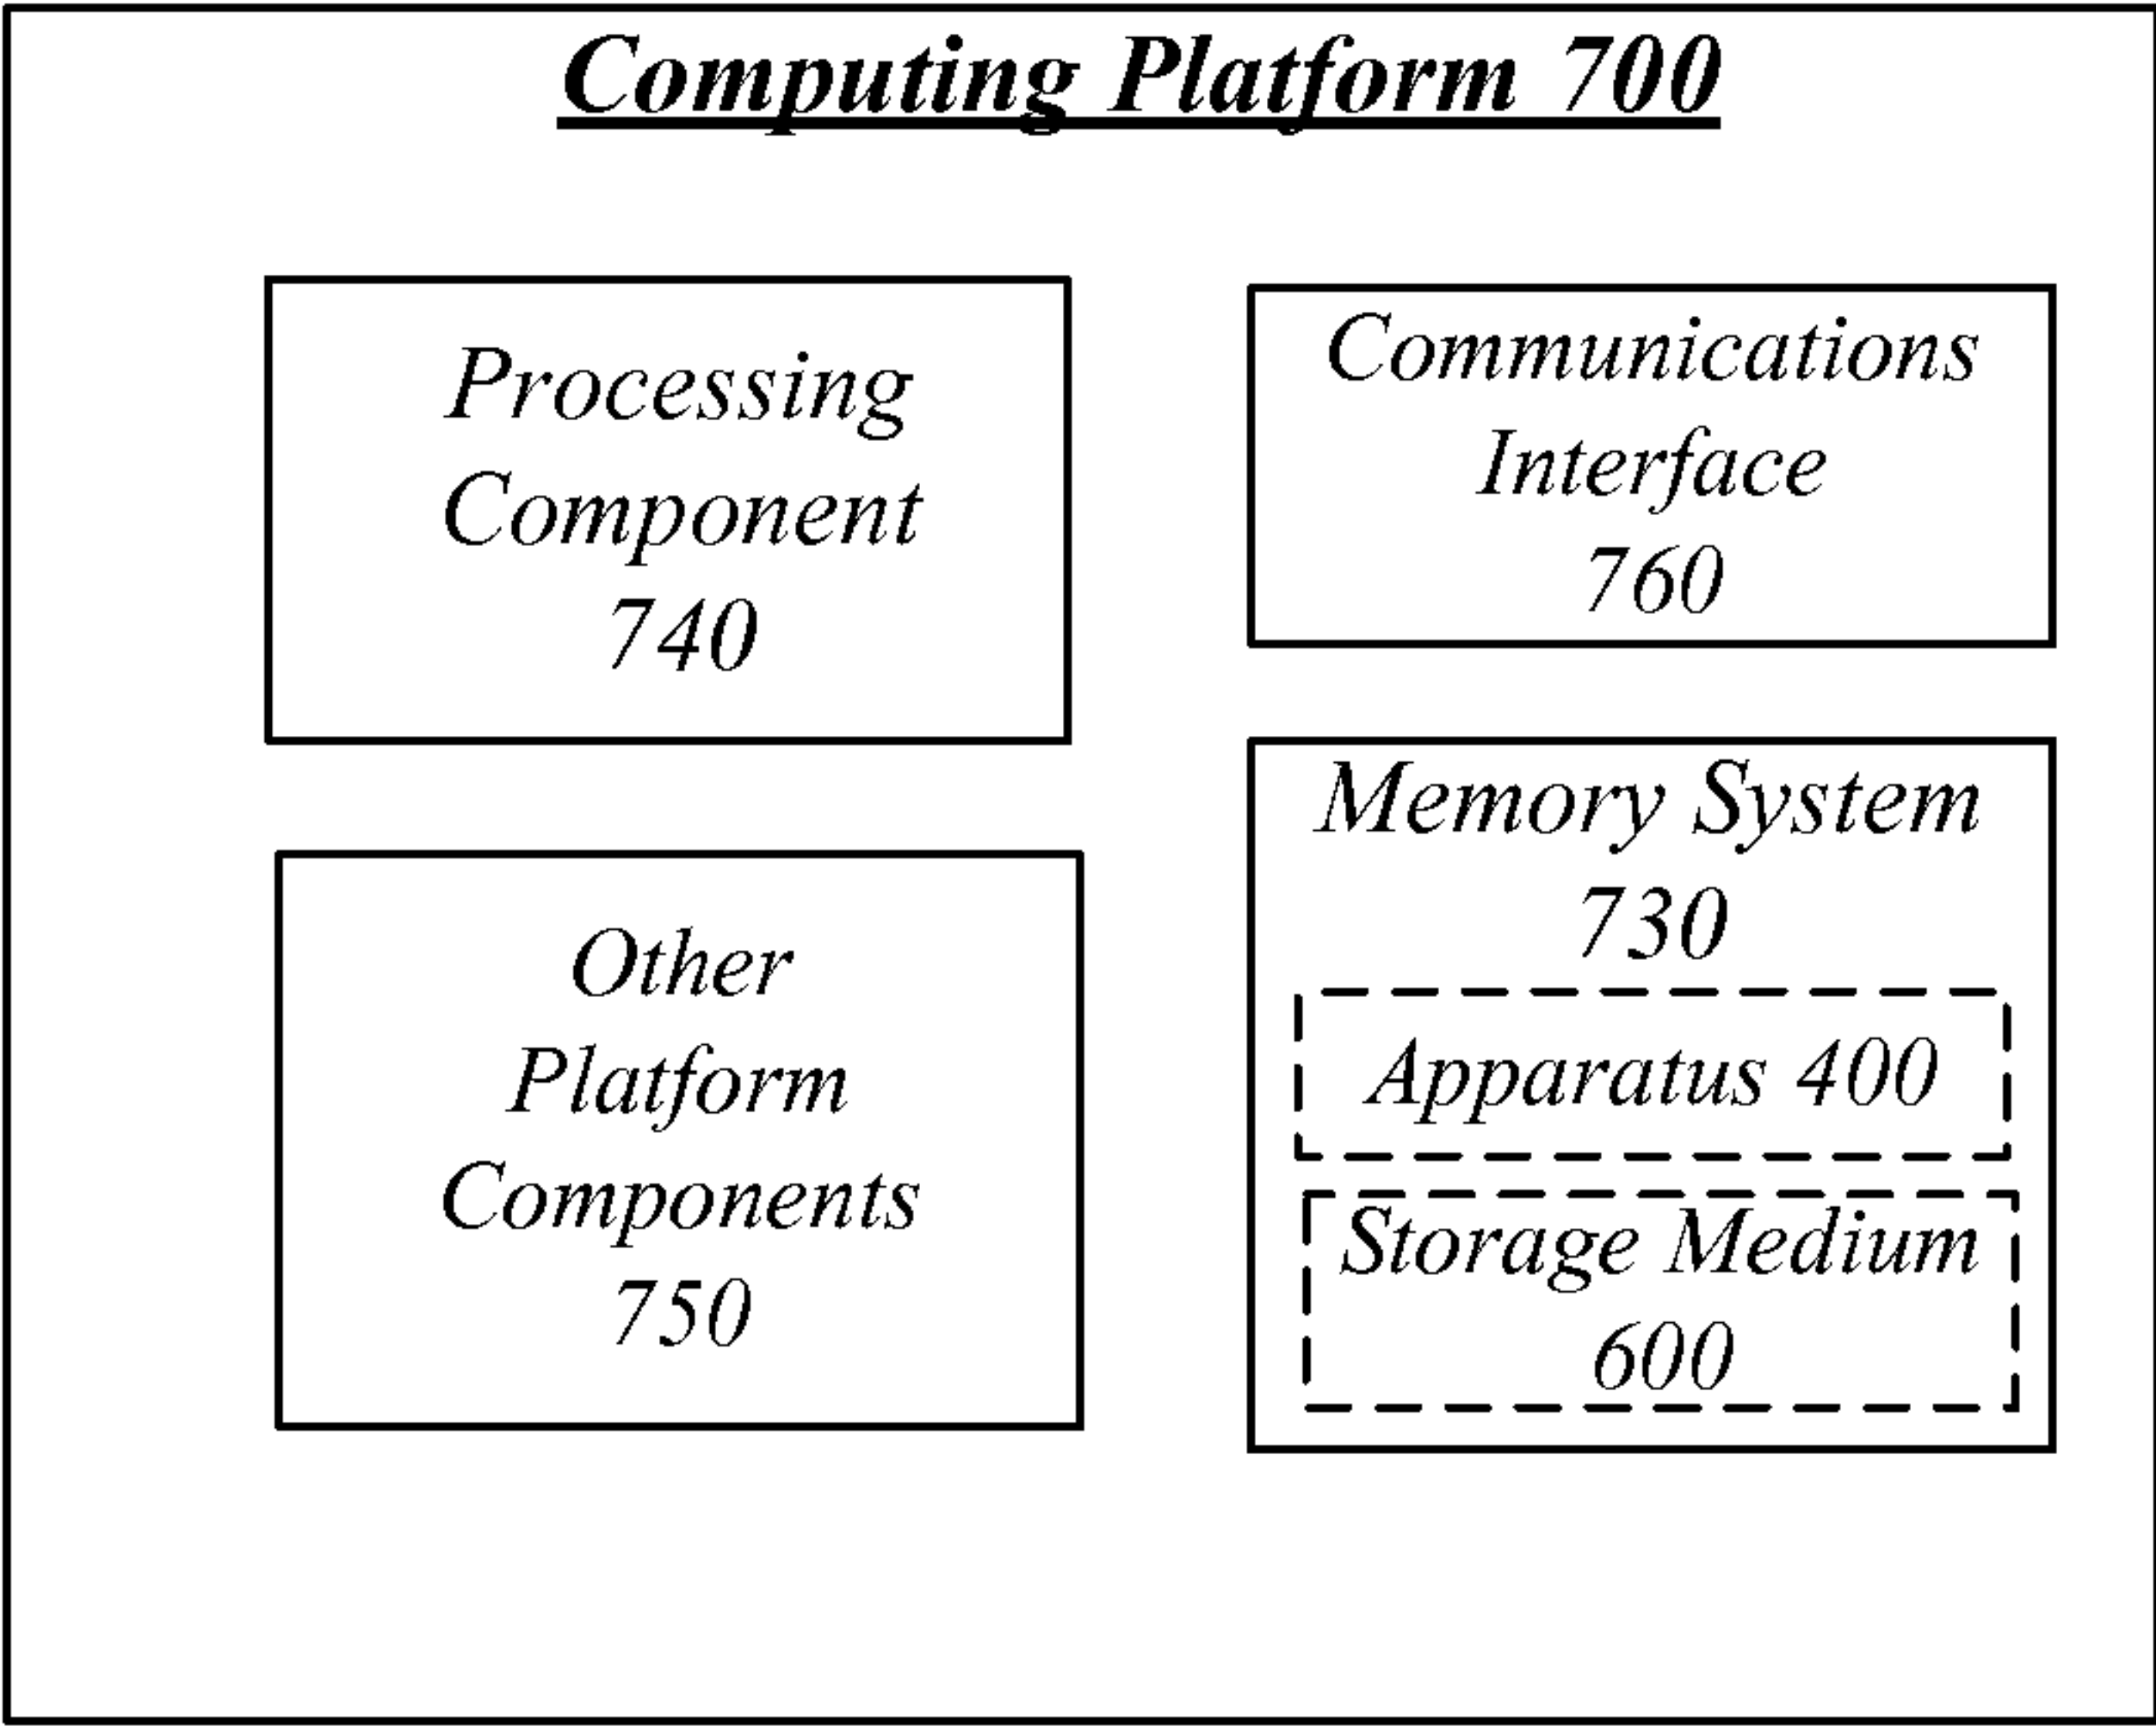 Computing Platform 700
Processing
Component
740
Communications
Interface
760
Other
Platform
Components
750
Memory System
730
Apparatus 400
Storage Medium
600